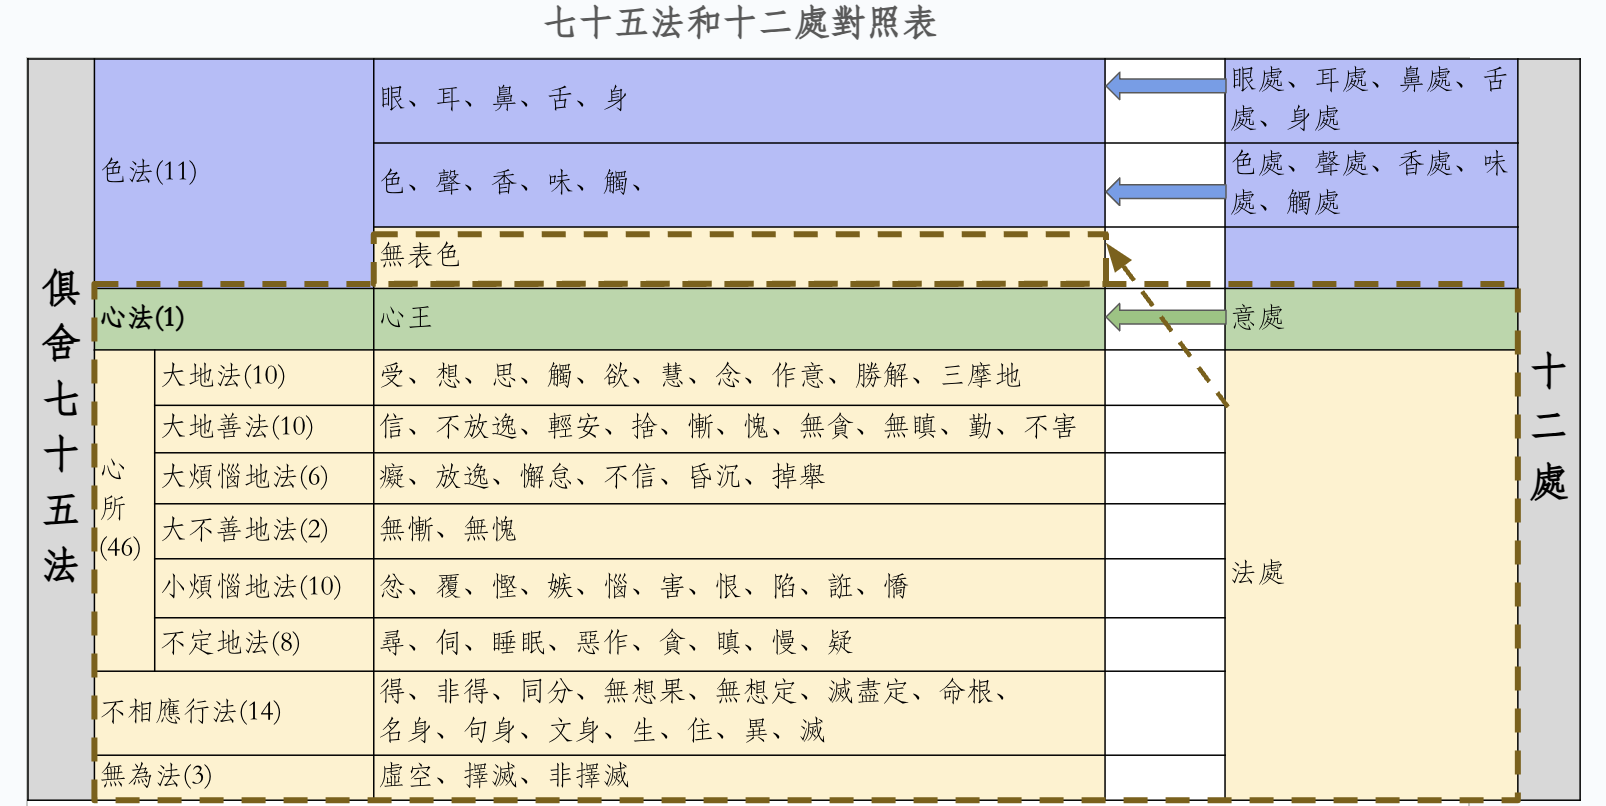 七十五法和十二處對照表
俱舍七十五法
色法(11)
眼、耳、鼻、舌、身
眼處、耳處、鼻處、舌
處、身處
色、聲、香、味、觸、
色處、聲處、香處、味
處、觸處
無表色
心法(1)
心王
意處
心
所
(46)
大地法(10)
受、想、思、觸、欲、慧、念、作意、勝解、三摩地
大地善法(10)
信、不放逸、輕安、捨、慚、愧、無貪、無瞋、勤、不害
大煩惱地法(6)
癡、放逸、懈怠、不信、昏沉、掉舉
大不善地法(2)
無慚、無愧
小煩惱地法(10)
忿、覆、慳、嫉、惱、害、恨、陷、誑、憍
不定地法(8)
尋、伺、睡眠、惡作、貪、瞋、慢、疑
不相應行法(14)
得、非得、同分、無想果、無想定、滅盡定、命根、
名身、句身、文身、生、住、異、滅
無為法(3)
虛空、擇滅、非擇滅
法處
十二處